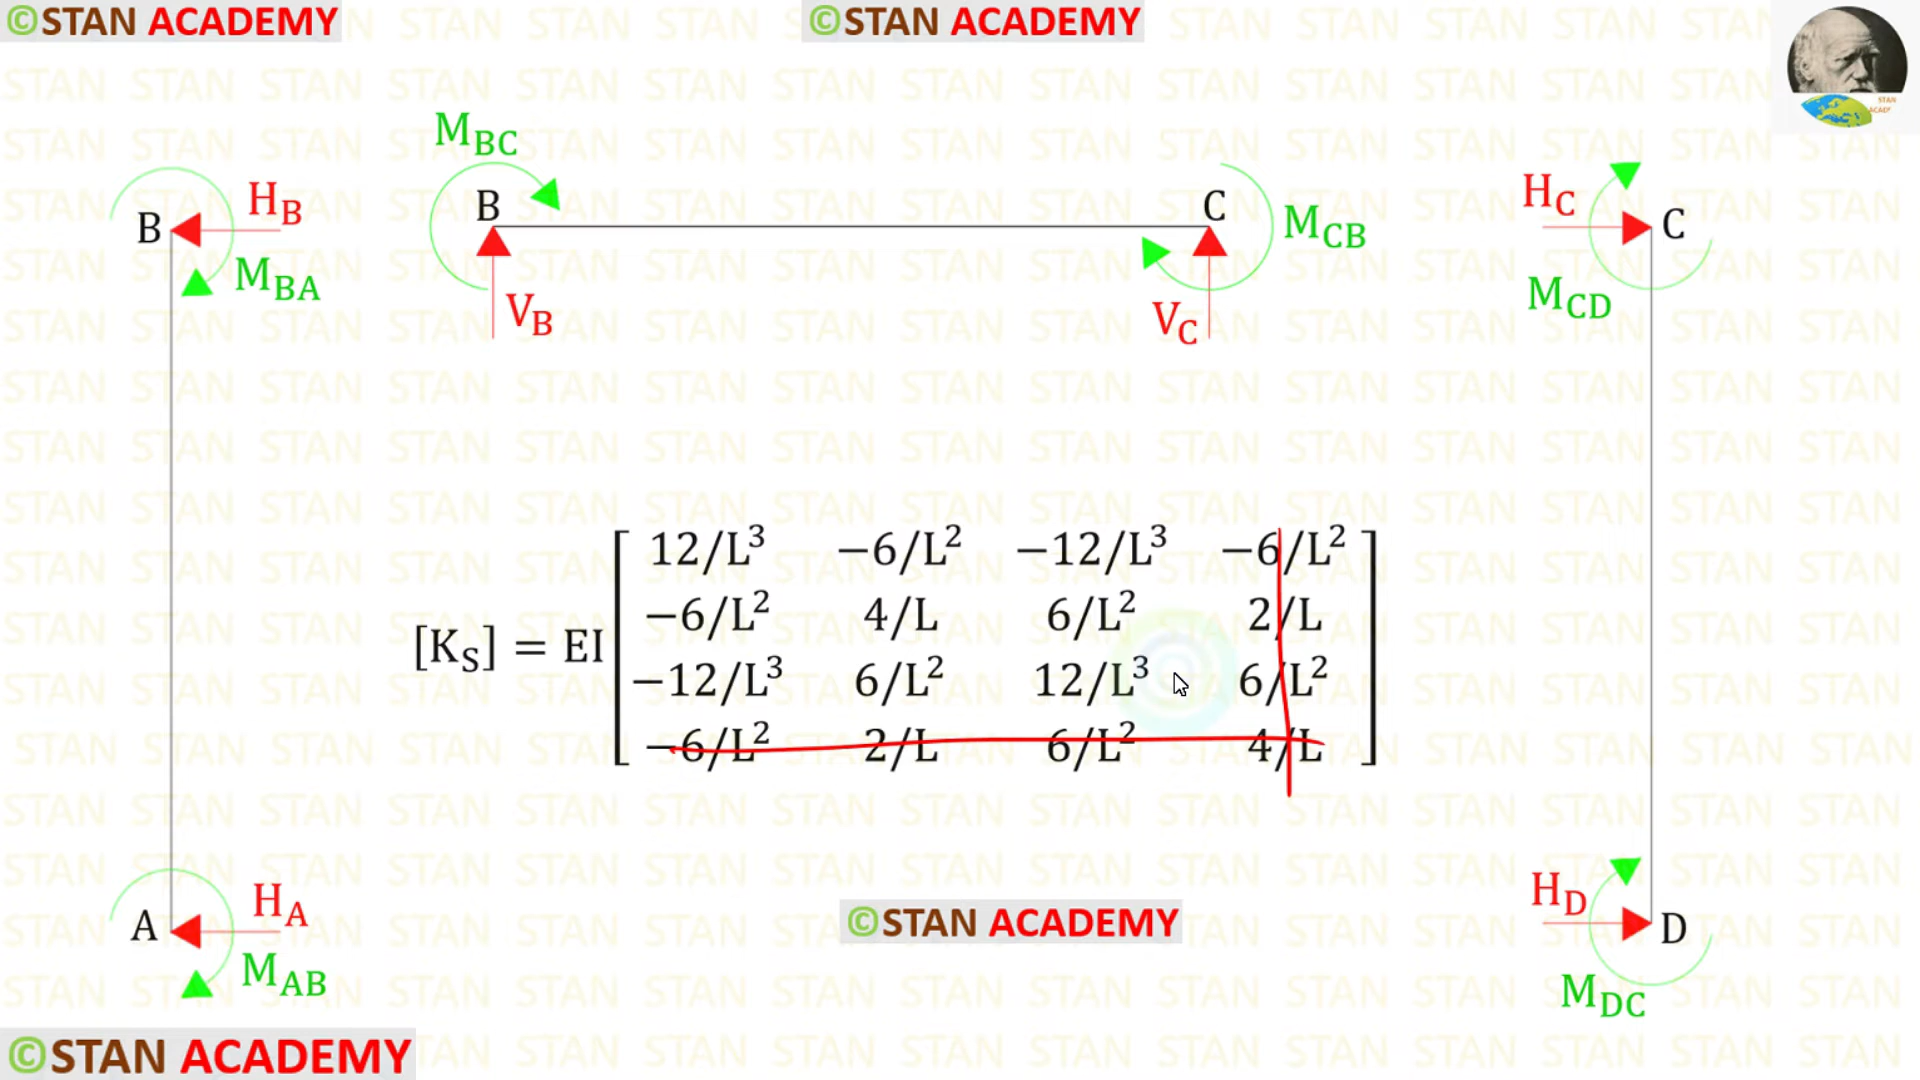 ©STAN ACADEMY
©STAN ACADEMY
STAN ACADEMY
M_BC
B
H_B
M_BA
B
V_B
C
M_CB
V_C
H_C
C
M_CD
[K_S] = EI
12/L³ −6/L² −12/L³ −6/L²
−6/L² 4/L 6/L² 2/L
−12/L³ 6/L² 12/L³ 6/L²
−6/L² 2/L 6/L² 4/L
A
H_A
M_AB
©STAN ACADEMY
H_D
D
M_DC
©STAN ACADEMY